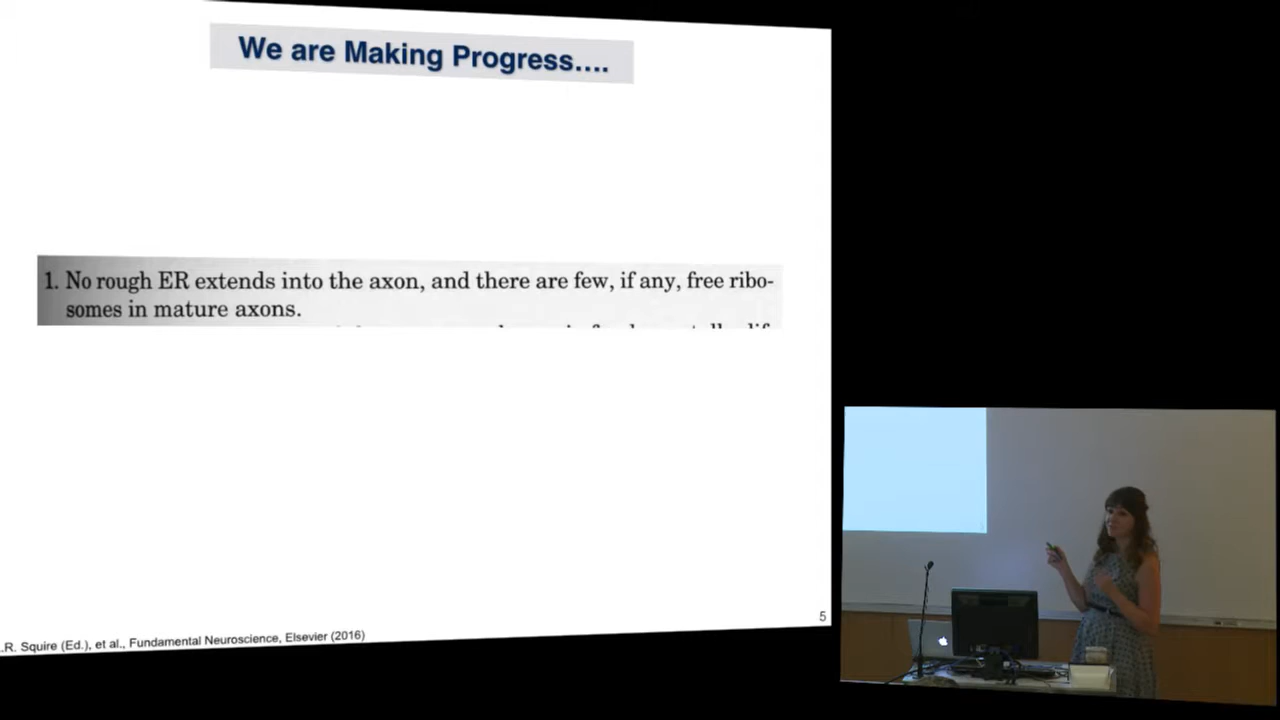 We are Making Progress....
1. No rough ER extends into the axon, and there are few, if any, free ribo-
somes in mature axons.
5
.R. Squire (Ed.), et al., Fundamental Neuroscience, Elsevier (2016)